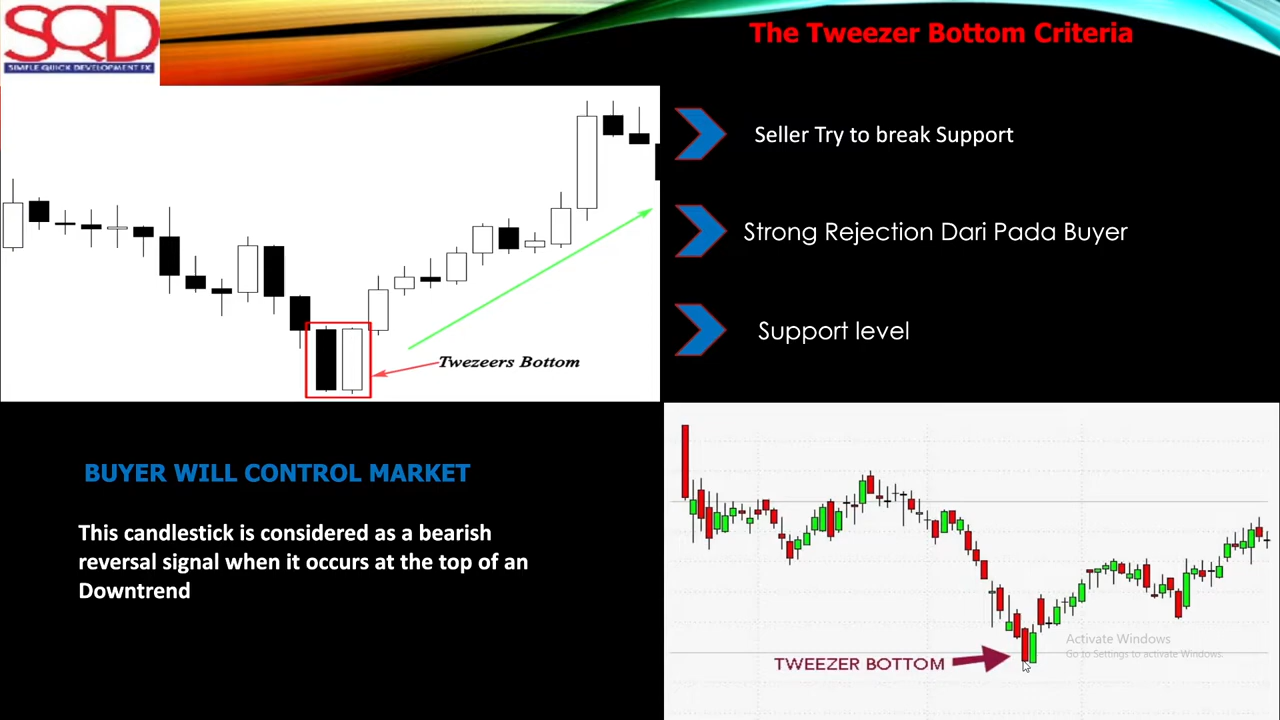 SQD
SIMPLE QUICK DEVELOPMENT FX
The Tweezer Bottom Criteria
Seller Try to break Support
Strong Rejection Dari Pada Buyer
Support level
Twezeers Bottom
BUYER WILL CONTROL MARKET
This candlestick is considered as a bearish
reversal signal when it occurs at the top of an
Downtrend
TWEEZER BOTTOM
Activate Windows
Go to Settings to activate Windows.